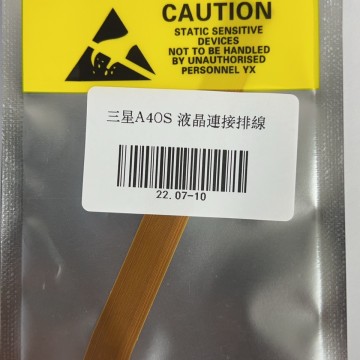 CAUTION
STATIC SENSITIVE
DEVICES
NOT TO BE HANDLED
BY UNAUTHORISED
PERSONNEL YX
三星A40S 液晶連接排線
22.07-10